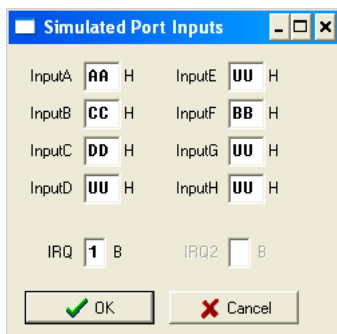 Simulated Port Inputs
InputA AA H InputE UU H
InputB CC H InputF BB H
InputC DD H InputG UU H
InputD UU H InputH UU H
IRQ 1 B IRQ2 B
OK Cancel